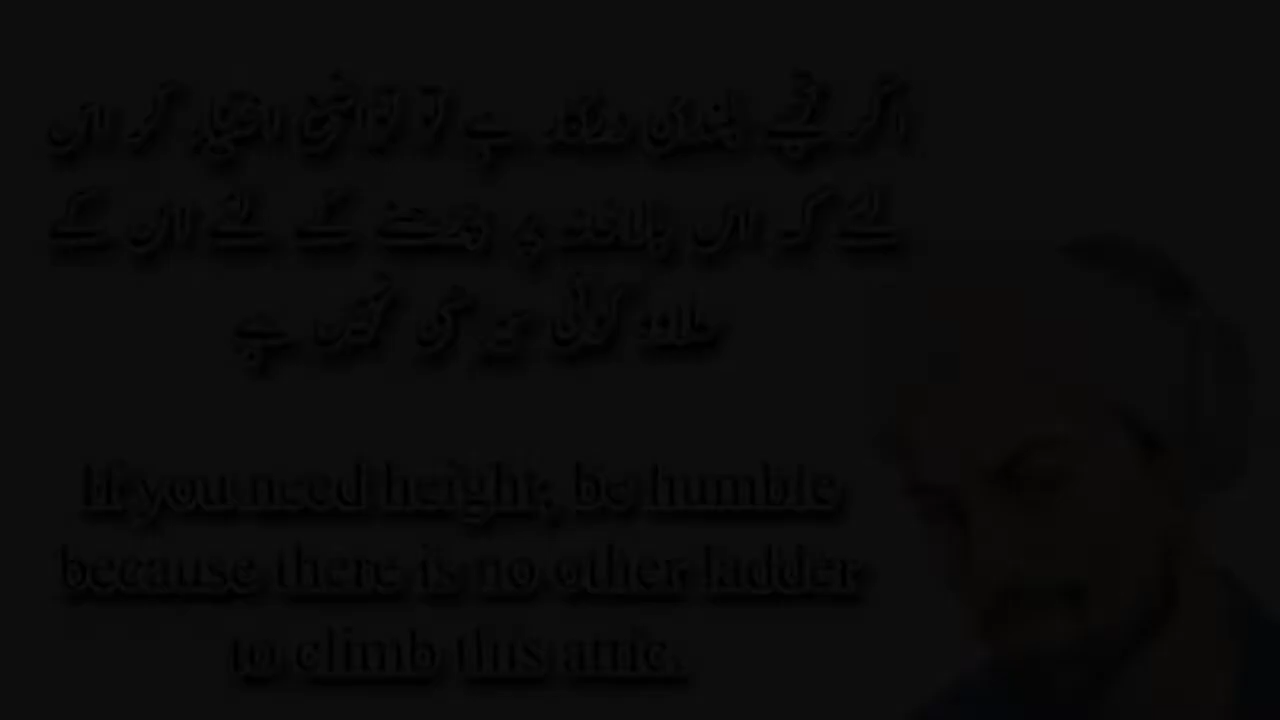 اگر تجھے بلندی درکار ہے تو تواضع اختیار کر اس
لئے کہ اس بالاخانہ پر چڑھنے کے لئے اس کے
علاوہ کوئی سیڑھی نہیں ہے
If you need height, be humble
because there is no other ladder
to climb this attic.